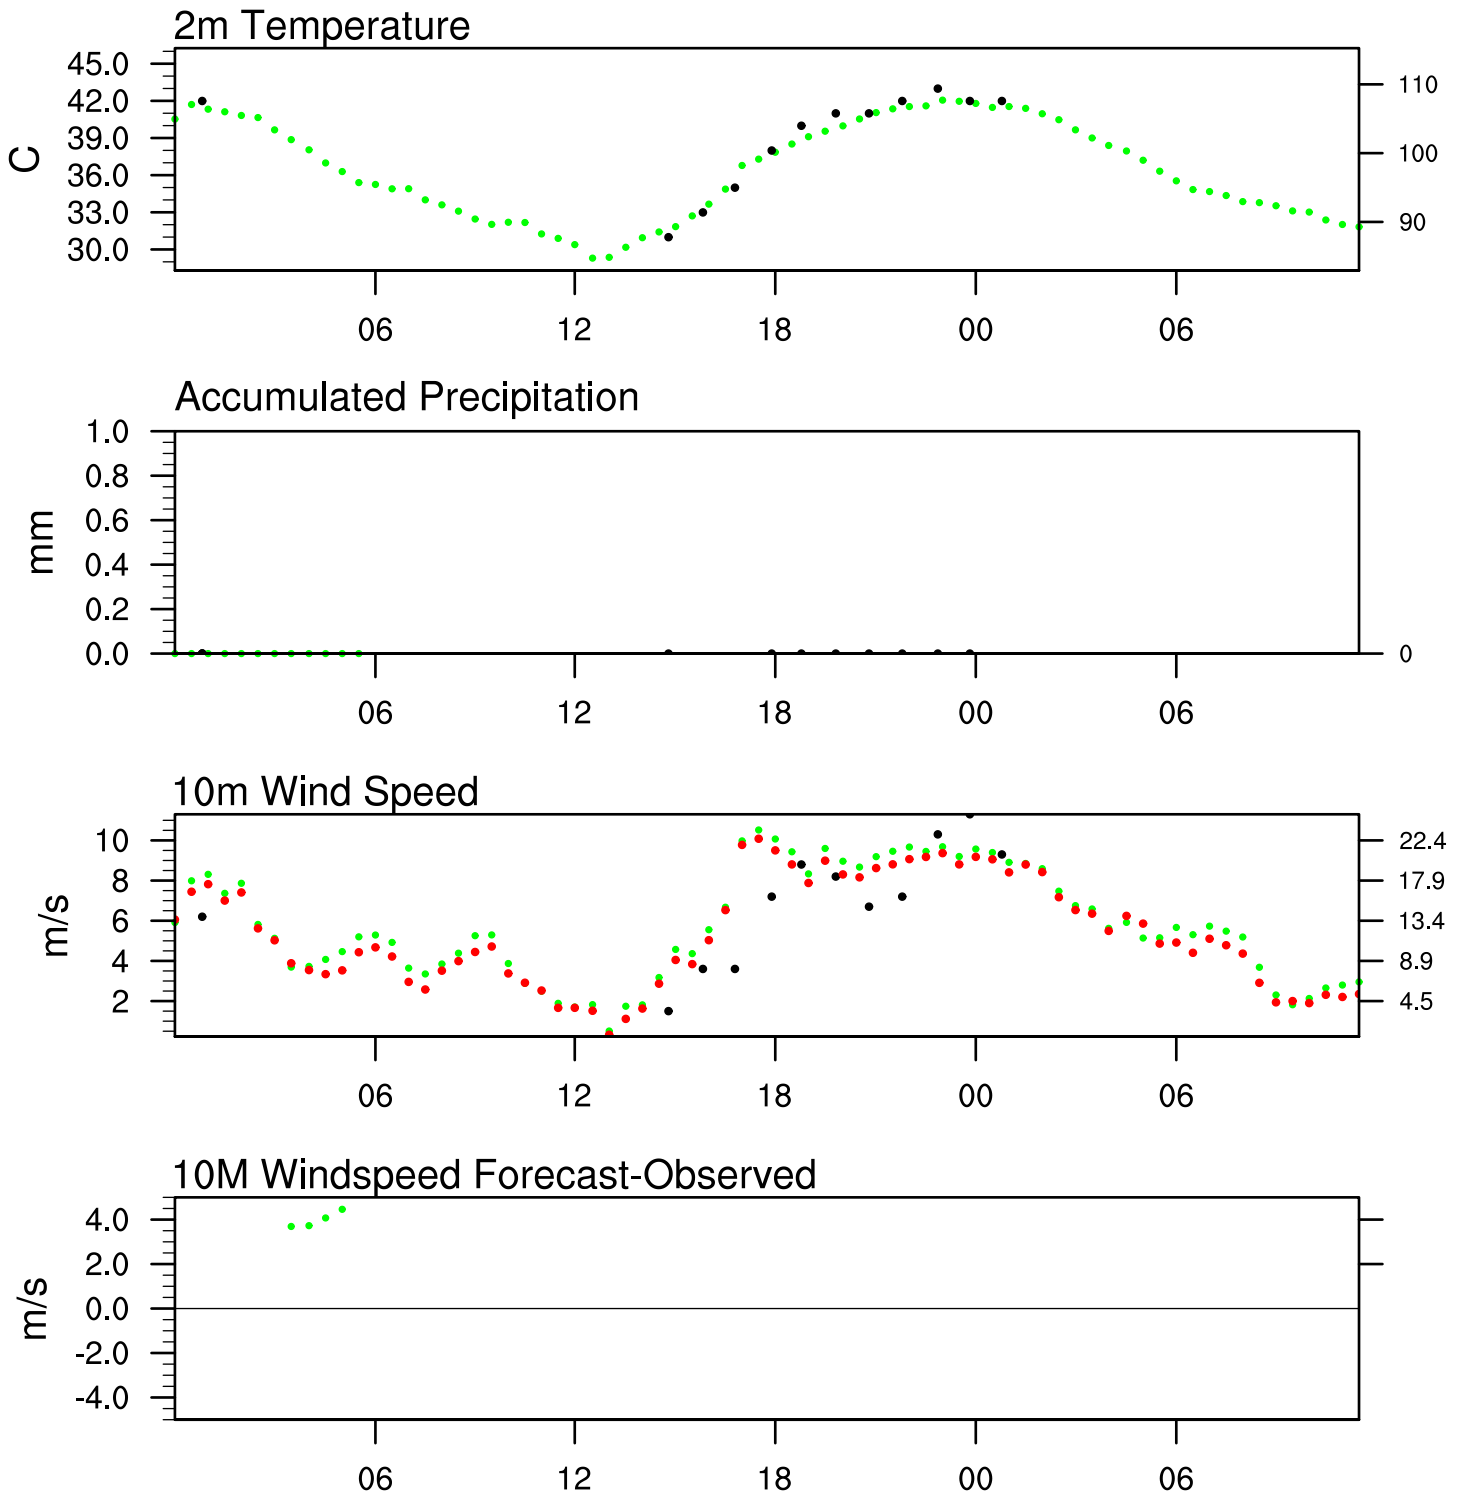 2m Temperature
45.0
42.0
39.0
36.0
33.0
30.0
C
110
100
90
06 12 18 00 06
Accumulated Precipitation
1.0
0.8
0.6
0.4
0.2
0.0
mm
0
06 12 18 00 06
10m Wind Speed
10
8
6
4
2
m/s
22.4
17.9
13.4
8.9
4.5
06 12 18 00 06
10M Windspeed Forecast-Observed
4.0
2.0
0.0
-2.0
-4.0
m/s
06 12 18 00 06